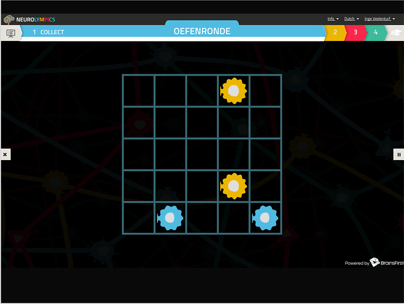 NEUROLYMPICS
Info Dutch
1 COLLECT
OEFENRONDE
2 3 4
Powered by BrainsFirst